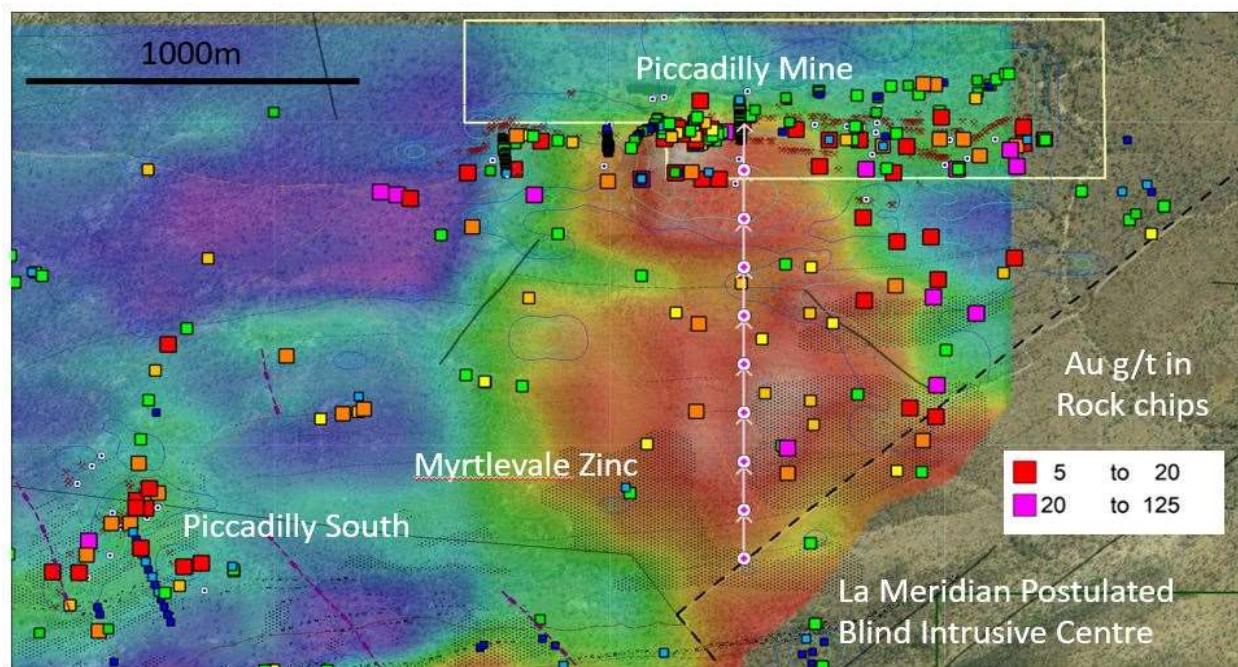 1000m
Piccadilly Mine
Au g/t in
Rock chips
5 to 20
20 to 125
Myrtlevale Zinc
Piccadilly South
La Meridian Postulated
Blind Intrusive Centre